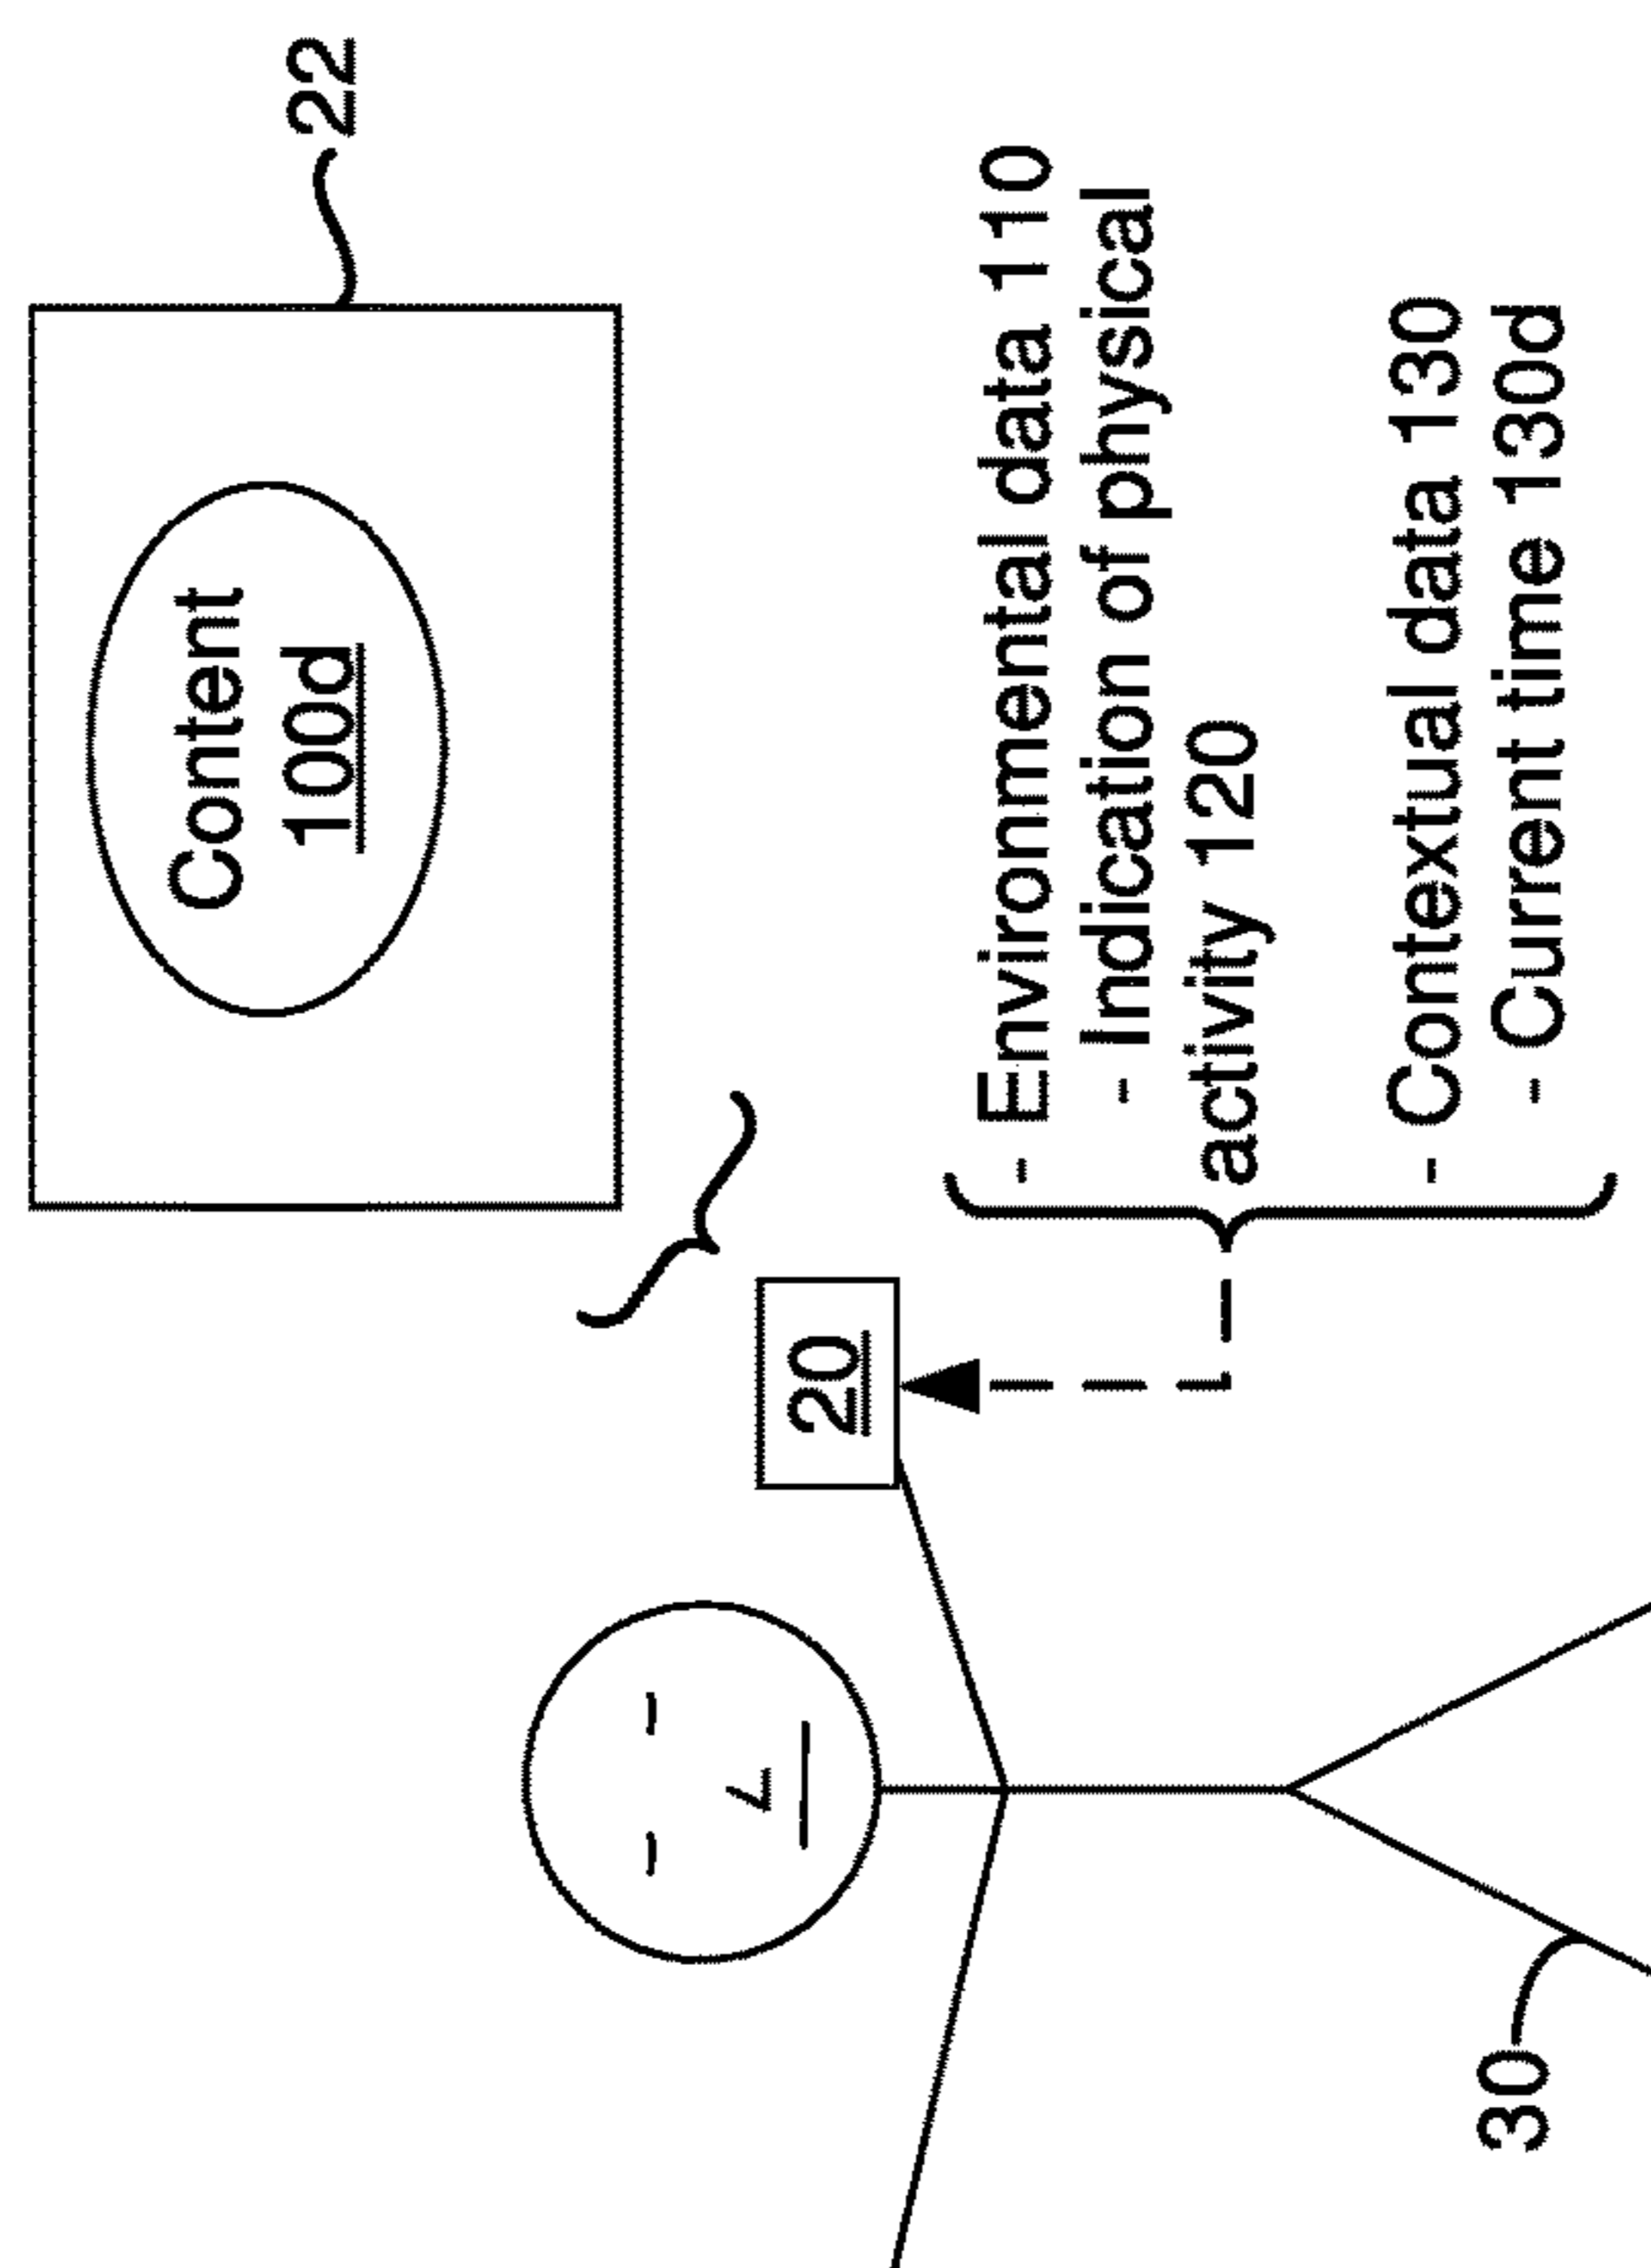 22
Content
100d
20
- Environmental data 110
- Indication of physical
activity 120
- Contextual data 130
- Current time 130d
30